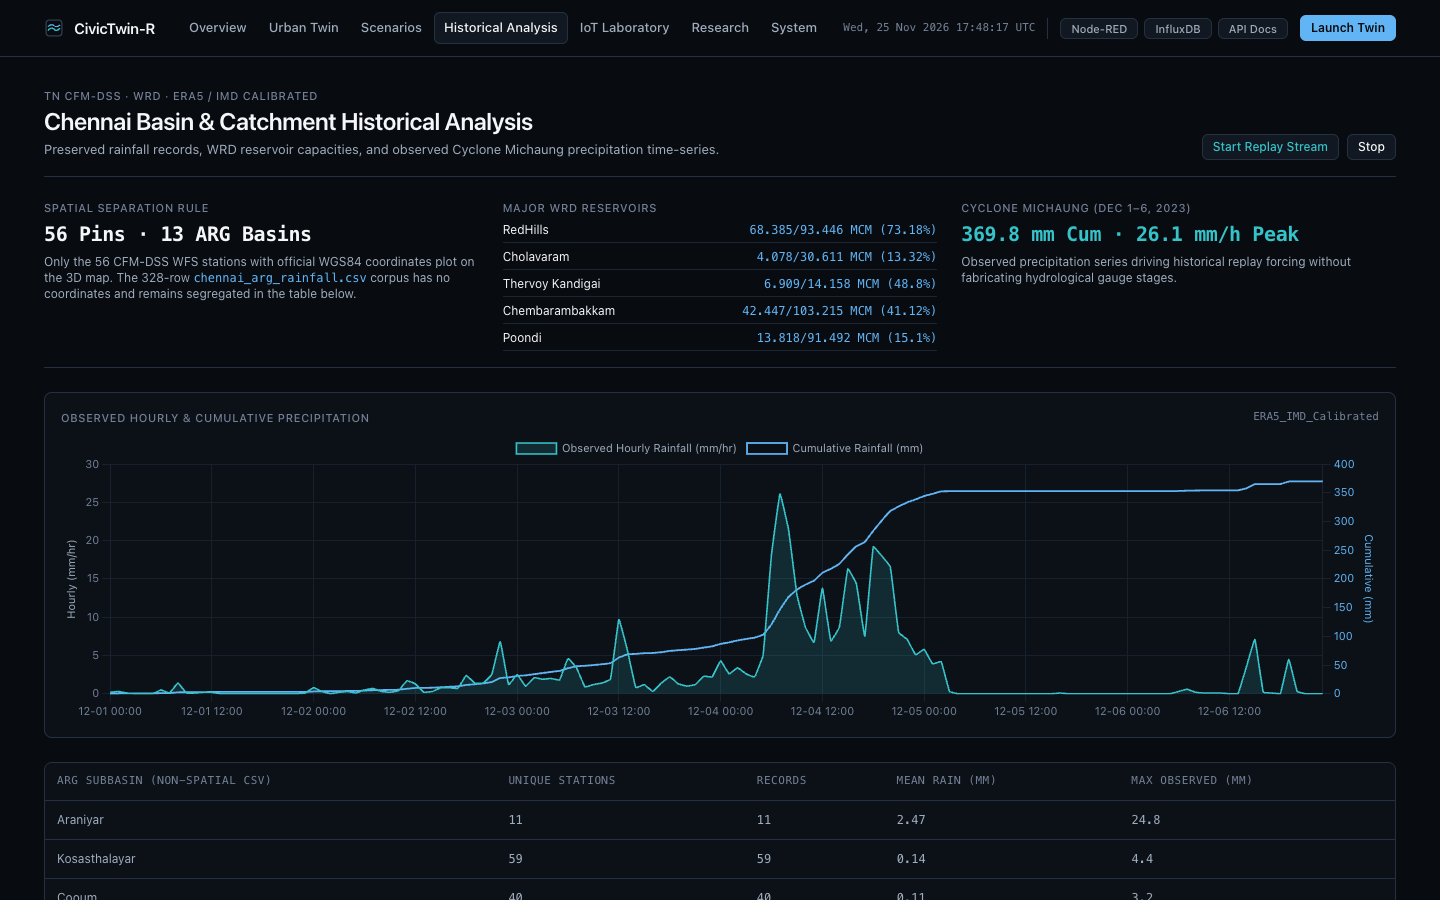 CivicTwin-R
Overview
Urban Twin
Scenarios
Historical Analysis
IoT Laboratory
Research
System
Wed, 25 Nov 2026 17:48:17 UTC
Node-RED
InfluxDB
API Docs
Launch Twin
TN CFM-DSS · WRD · ERA5 / IMD CALIBRATED
Chennai Basin & Catchment Historical Analysis
Preserved rainfall records, WRD reservoir capacities, and observed Cyclone Michaung precipitation time-series.
Start Replay Stream
Stop
SPATIAL SEPARATION RULE
56 Pins · 13 ARG Basins
Only the 56 CFM-DSS WFS stations with official WGS84 coordinates plot on
the 3D map. The 328-row chennai_arg_rainfall.csv corpus has no
coordinates and remains segregated in the table below.
MAJOR WRD RESERVOIRS
RedHills 68.385/93.446 MCM (73.18%)
Cholavaram 4.078/30.611 MCM (13.32%)
Thervoy Kandigai 6.909/14.158 MCM (48.8%)
Chembarambakkam 42.447/103.215 MCM (41.12%)
Poondi 13.818/91.492 MCM (15.1%)
CYCLONE MICHAUNG (DEC 1–6, 2023)
369.8 mm Cum · 26.1 mm/h Peak
Observed precipitation series driving historical replay forcing without
fabricating hydrological gauge stages.
OBSERVED HOURLY & CUMULATIVE PRECIPITATION
ERA5_IMD_Calibrated
Observed Hourly Rainfall (mm/hr)
Cumulative Rainfall (mm)
30
25
20
15
10
5
0
Hourly (mm/hr)
400
350
300
250
200
150
100
50
0
Cumulative (mm)
12-01 00:00
12-01 12:00
12-02 00:00
12-02 12:00
12-03 00:00
12-03 12:00
12-04 00:00
12-04 12:00
12-05 00:00
12-05 12:00
12-06 00:00
12-06 12:00
ARG SUBBASIN (NON-SPATIAL CSV) UNIQUE STATIONS RECORDS MEAN RAIN (MM) MAX OBSERVED (MM)
Araniyar 11 11 2.47 24.8
Kosasthalayar 59 59 0.14 4.4
Cooum 40 40 0.11 3.2